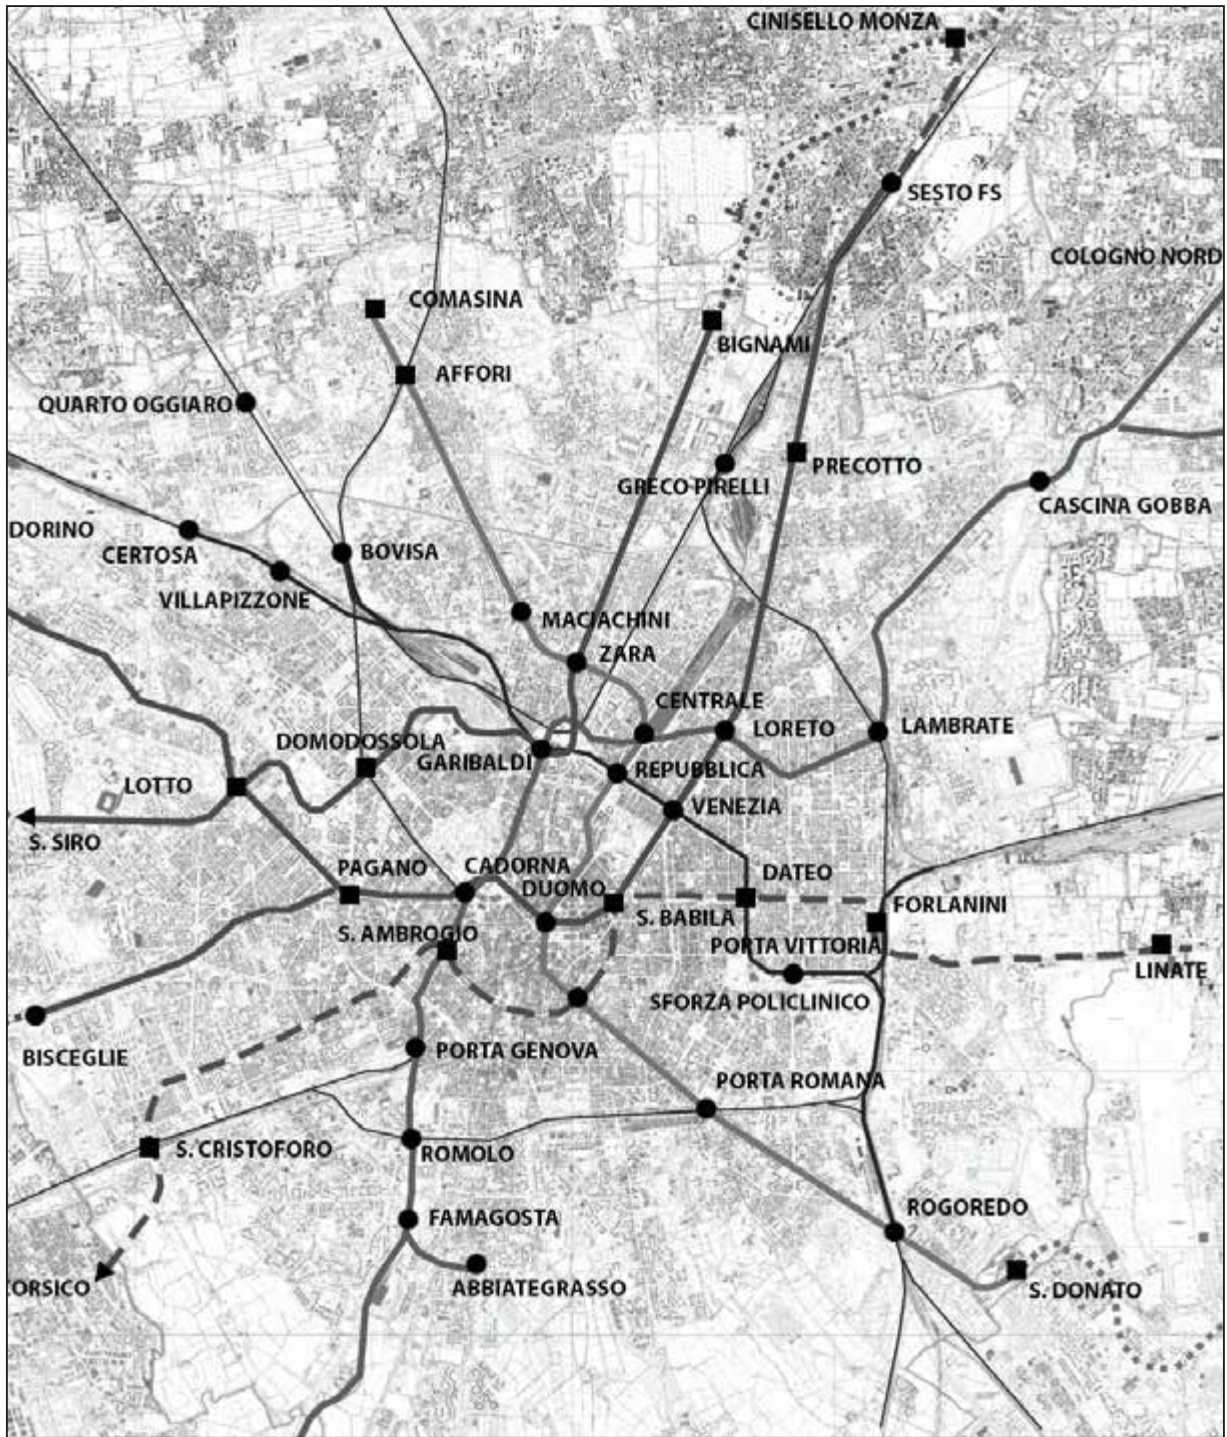 CINISELLO MONZA
SESTO FS
COLOGNO NORD
COMASINA
BIGNAMI
AFFORI
QUARTO OGGIARO
PRECOTTO
GRECO PIRELLI
CASCINA GOBBA
DORINO
CERTOSA
BOVISA
VILLAPIZZONE
MACIACHINI
ZARA
CENTRALE
LORETO
LAMBRATE
DOMODOSSOLA
GARIBALDI
REPUBBLICA
LOTTO
VENEZIA
S. SIRO
PAGANO
CADORNA
DATEO
DUOMO
FORLANINI
S. BABILA
S. AMBROGIO
PORTA VITTORIA
LINATE
SFORZA POLICLINICO
BISCEGLIE
PORTA GENOVA
PORTA ROMANA
S. CRISTOFORO
ROMOLO
ROGOREDO
FAMAGOSTA
CORSICO
ABBIATEGRASSO
S. DONATO